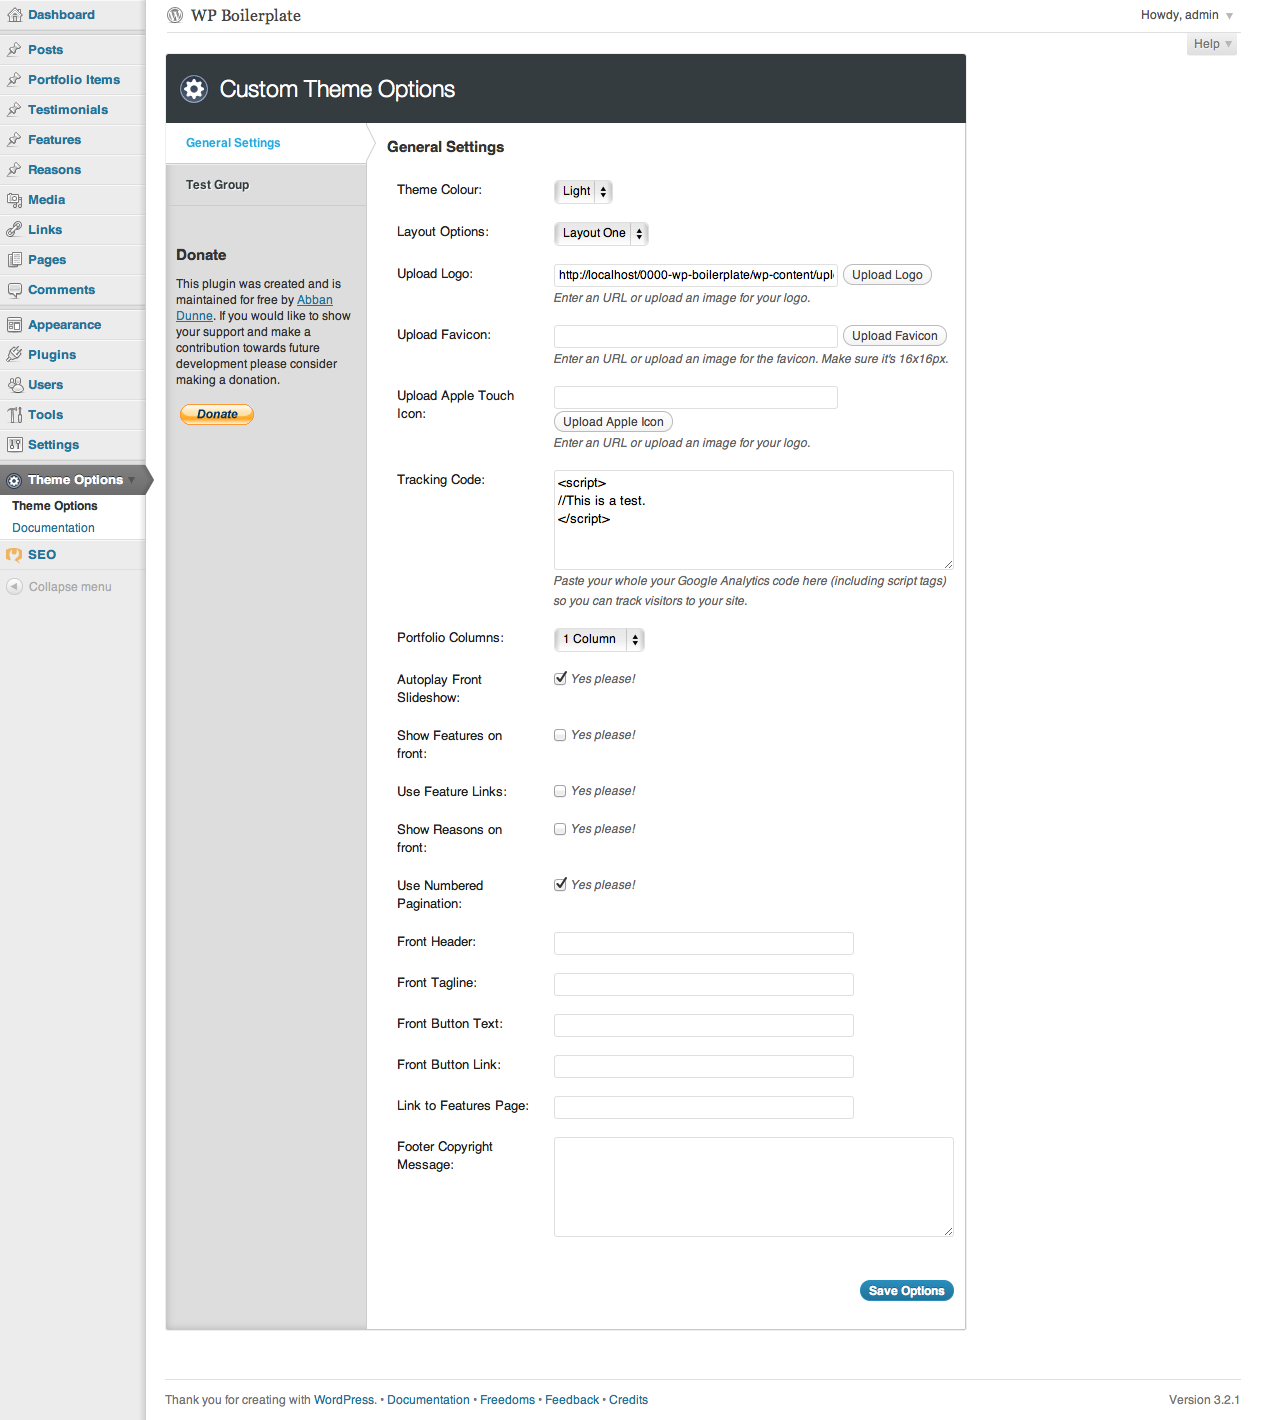 Dashboard
Posts
Portfolio Items
Testimonials
Features
Reasons
Media
Links
Pages
Comments
Appearance
Plugins
Users
Tools
Settings
Theme Options
Theme Options
Documentation
SEO
Collapse menu
WP Boilerplate
Howdy, admin
Help
Custom Theme Options
General Settings
Test Group
Donate
This plugin was created and is
maintained for free by Abban
Dunne. If you would like to show
your support and make a
contribution towards future
development please consider
making a donation.
Donate
General Settings
Theme Colour:
Light
Layout Options:
Layout One
Upload Logo:
http://localhost/0000-wp-boilerplate/wp-content/upl
Upload Logo
Enter an URL or upload an image for your logo.
Upload Favicon:
Upload Favicon
Enter an URL or upload an image for the favicon. Make sure it's 16x16px.
Upload Apple Touch
Icon:
Upload Apple Icon
Enter an URL or upload an image for your logo.
Tracking Code:
<script>
//This is a test.
</script>
Paste your whole your Google Analytics code here (including script tags)
so you can track visitors to your site.
Portfolio Columns:
1 Column
Autoplay Front
Slideshow:
Yes please!
Show Features on
front:
Yes please!
Use Feature Links:
Yes please!
Show Reasons on
front:
Yes please!
Use Numbered
Pagination:
Yes please!
Front Header:
Front Tagline:
Front Button Text:
Front Button Link:
Link to Features Page:
Footer Copyright
Message:
Save Options
Thank you for creating with WordPress. • Documentation • Freedoms • Feedback • Credits
Version 3.2.1